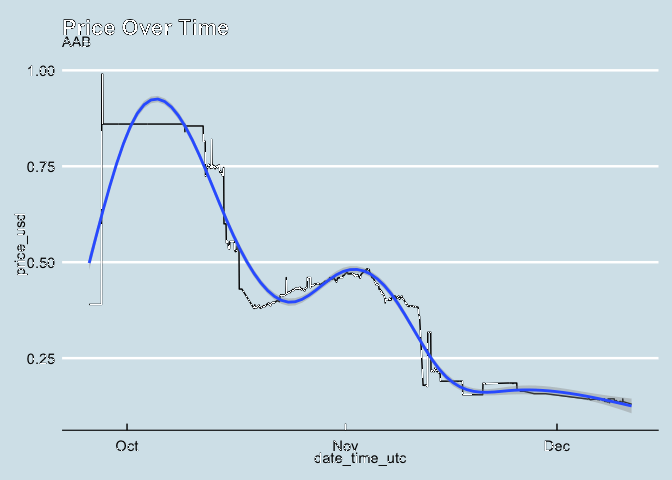 Price Over Time
AAB
1.00
0.75
0.50
0.25
price_usd
Oct
Nov
Dec
date_time_utc